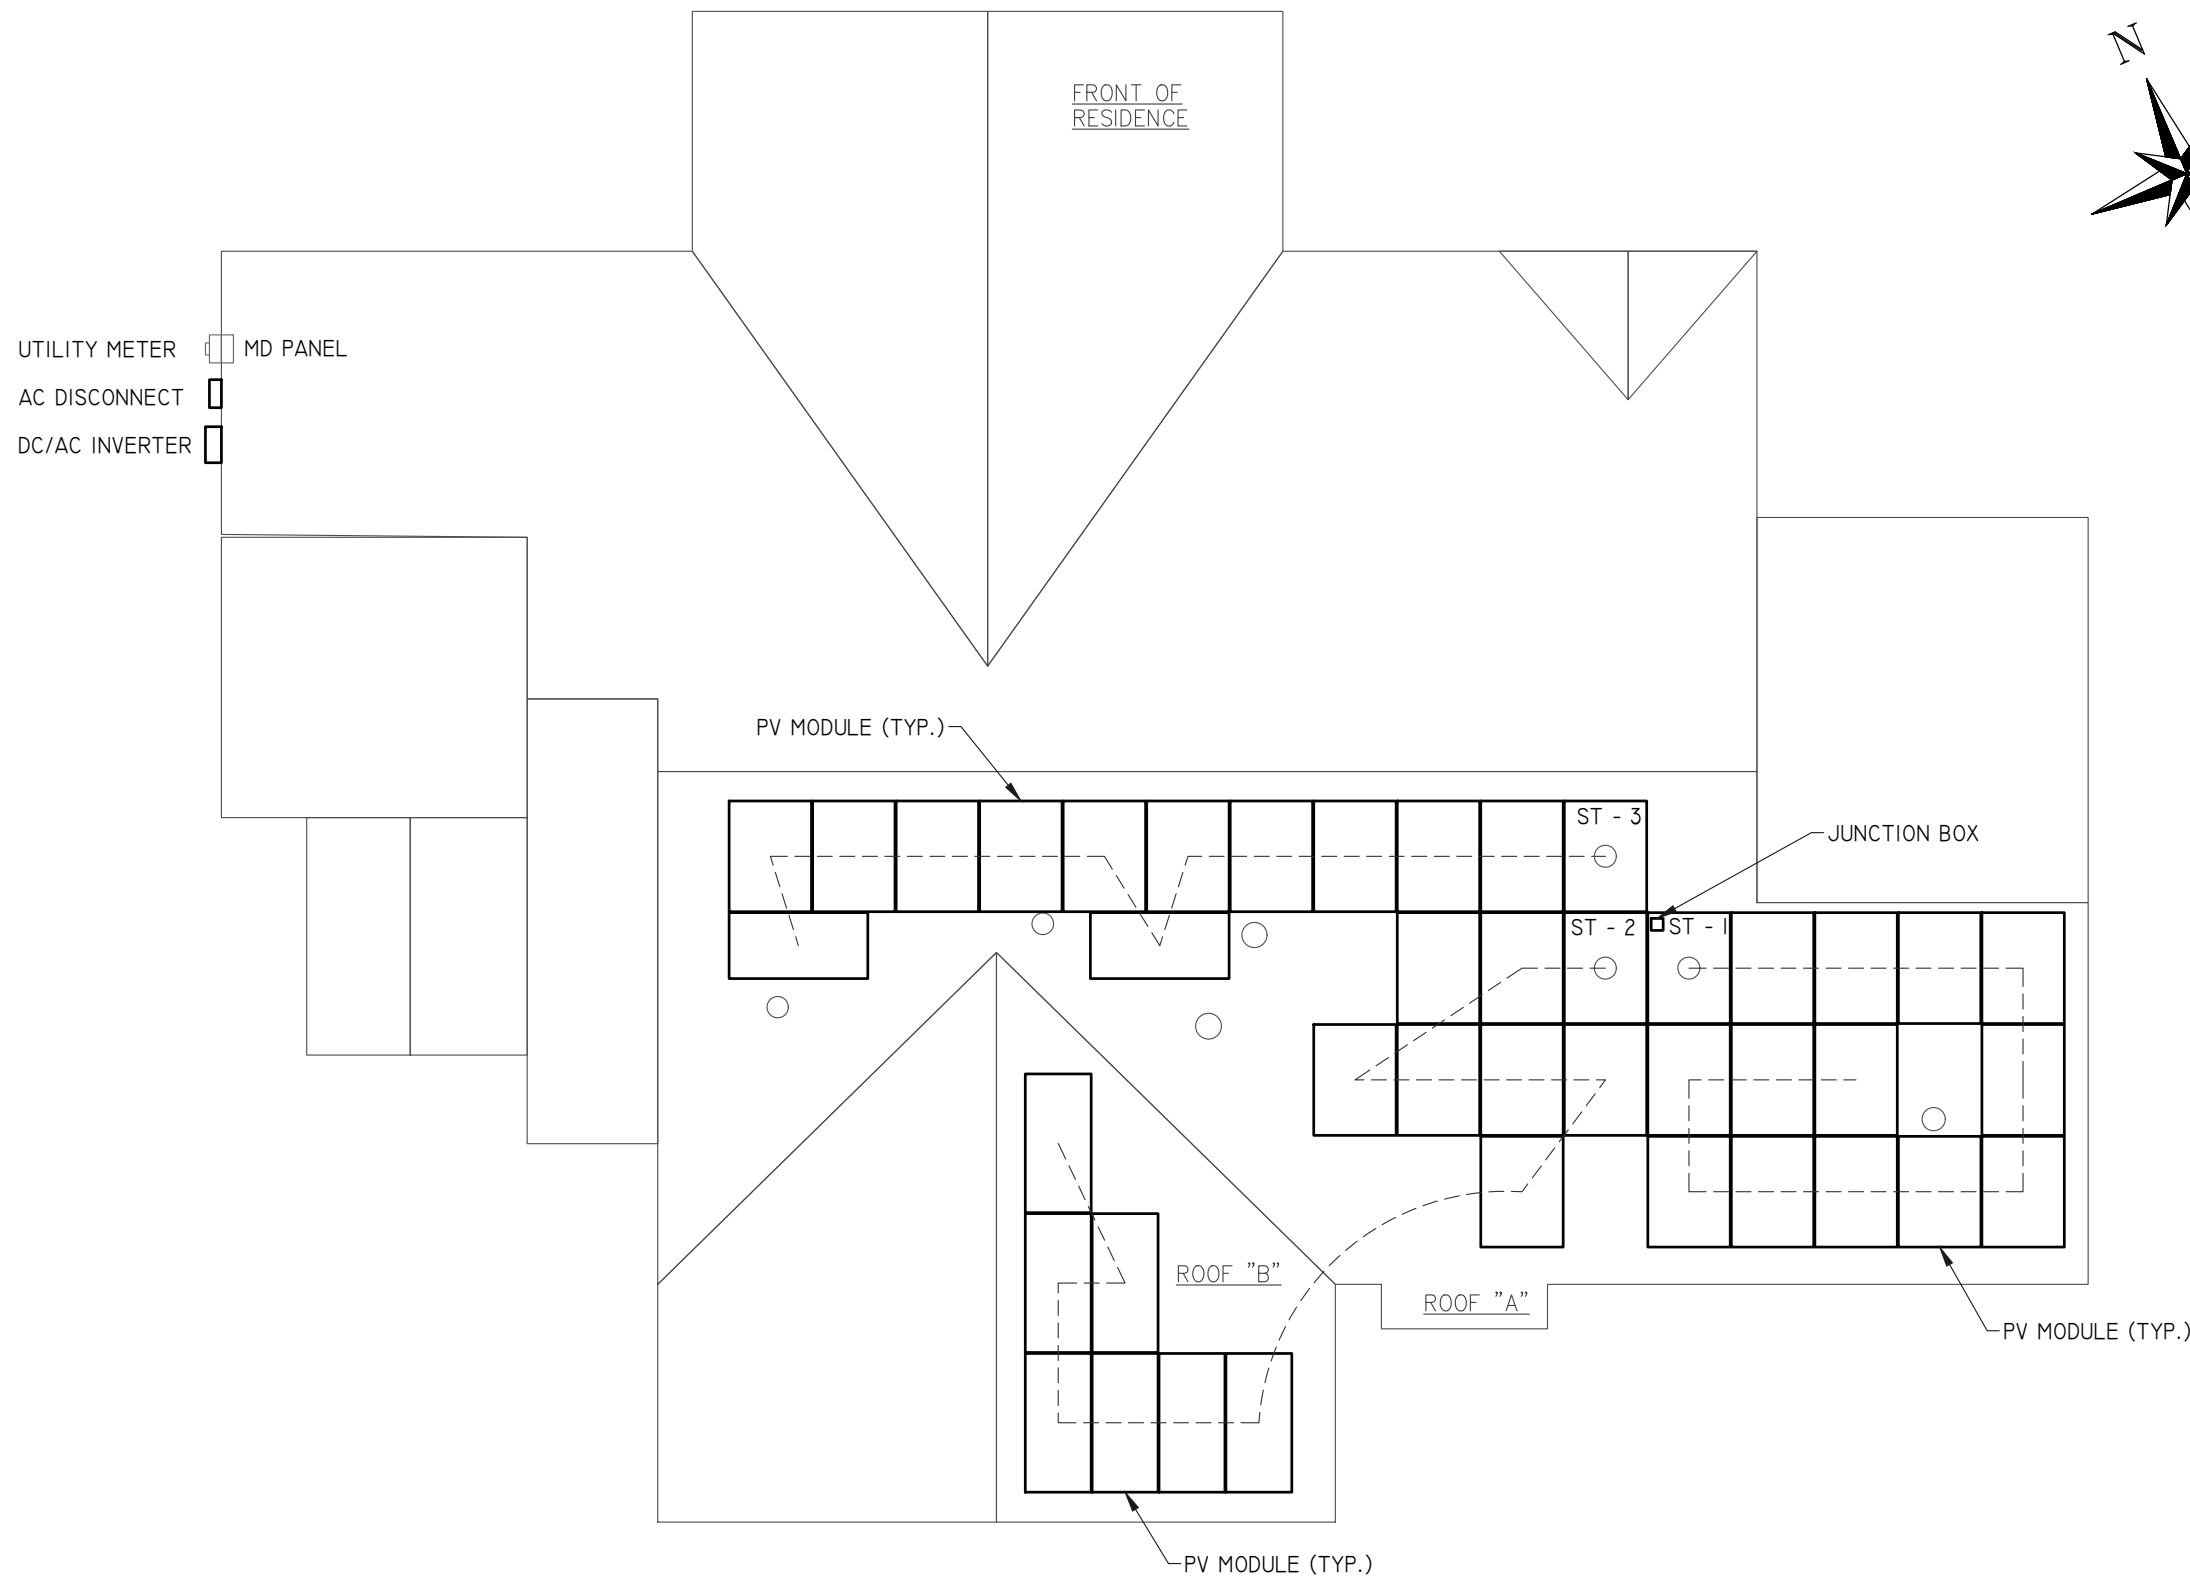 N
FRONT OF
RESIDENCE
UTILITY METER
MD PANEL
AC DISCONNECT
DC/AC INVERTER
PV MODULE (TYP.)
ST - 3
JUNCTION BOX
ST - 2
ST - 1
ROOF "B"
ROOF "A"
PV MODULE (TYP.)
PV MODULE (TYP.)